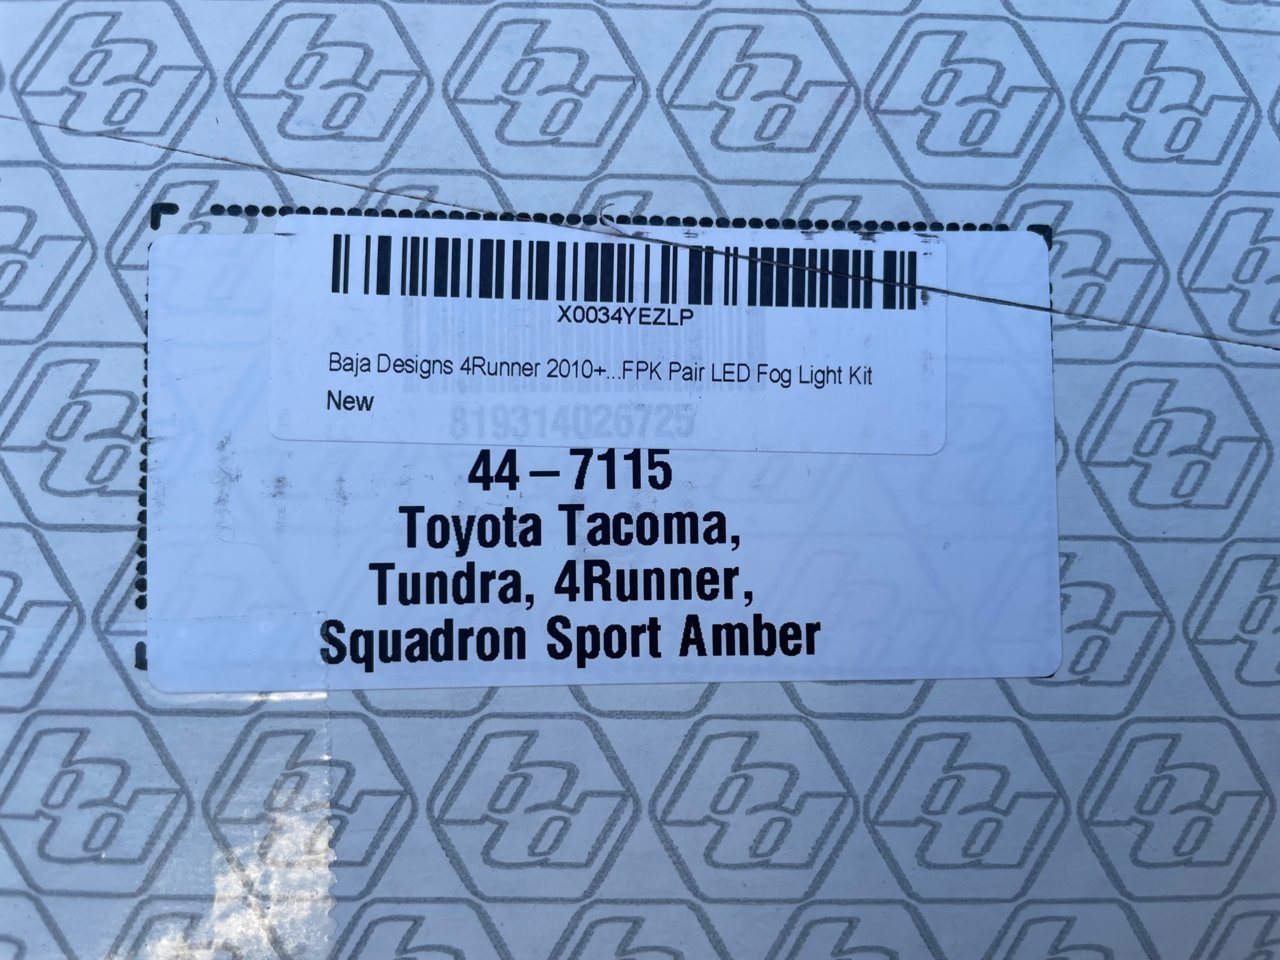 X0034YEZLP
Baja Designs 4Runner 2010+...FPK Pair LED Fog Light Kit
New
819314026725
44-7115
Toyota Tacoma,
Tundra, 4Runner,
Squadron Sport Amber